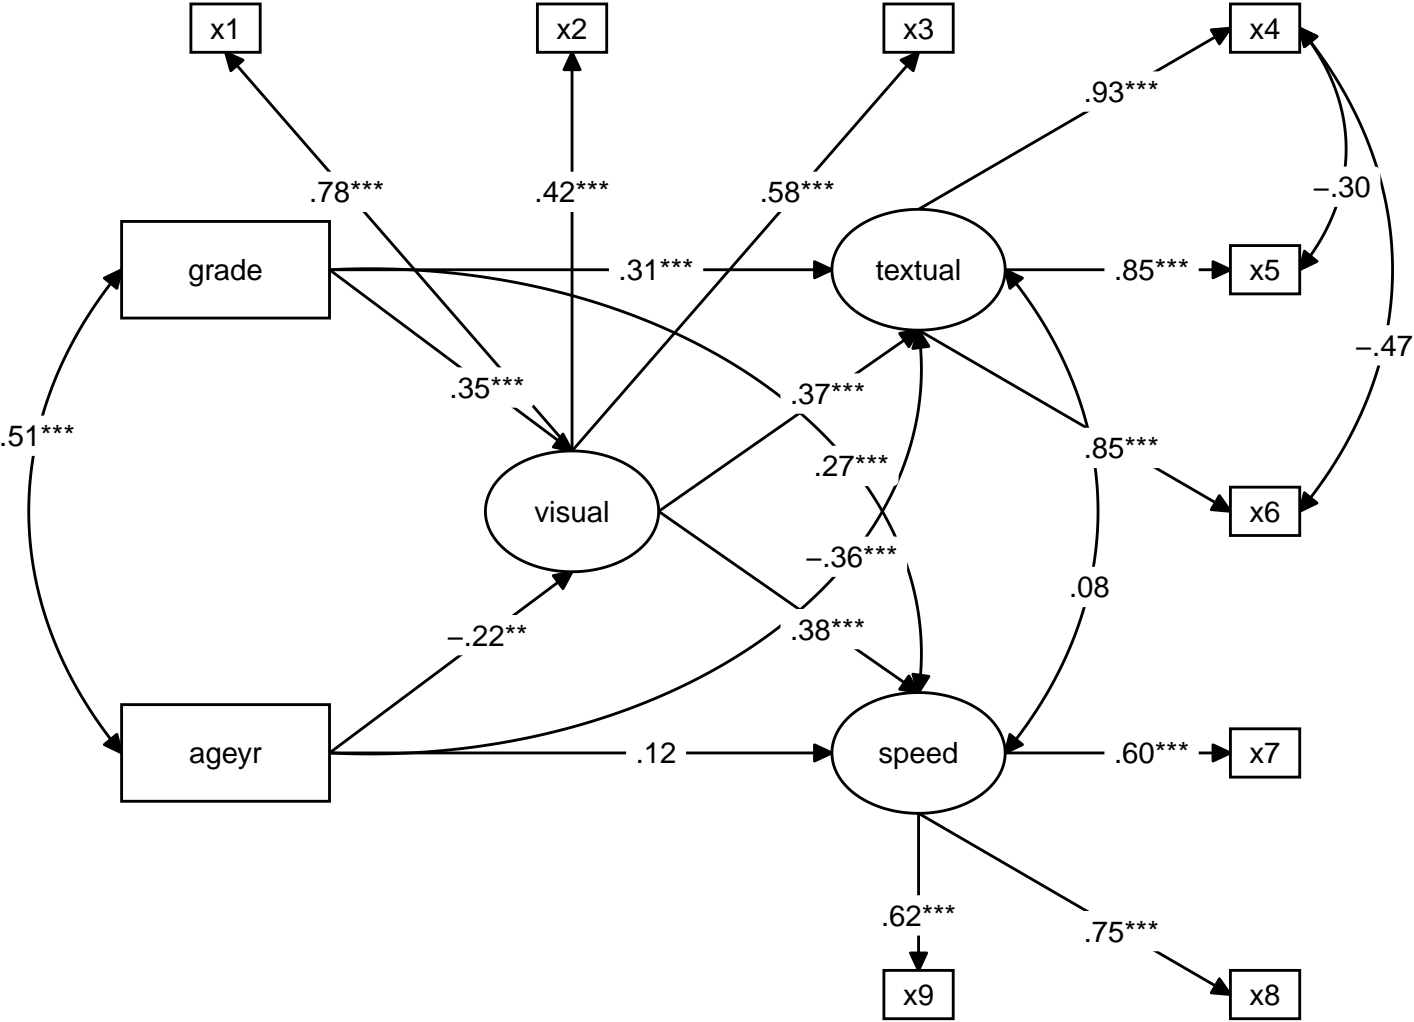 x1
x2
x3
x4
.93***
.78***
.42***
.58***
−.30
grade
.31***
textual
.85***
x5
−.47
.35***
.37***
.51***
.27***
.85***
visual
x6
−.36***
.08
−.22**
.38***
ageyr
.12
speed
.60***
x7
.62***
.75***
x9
x8